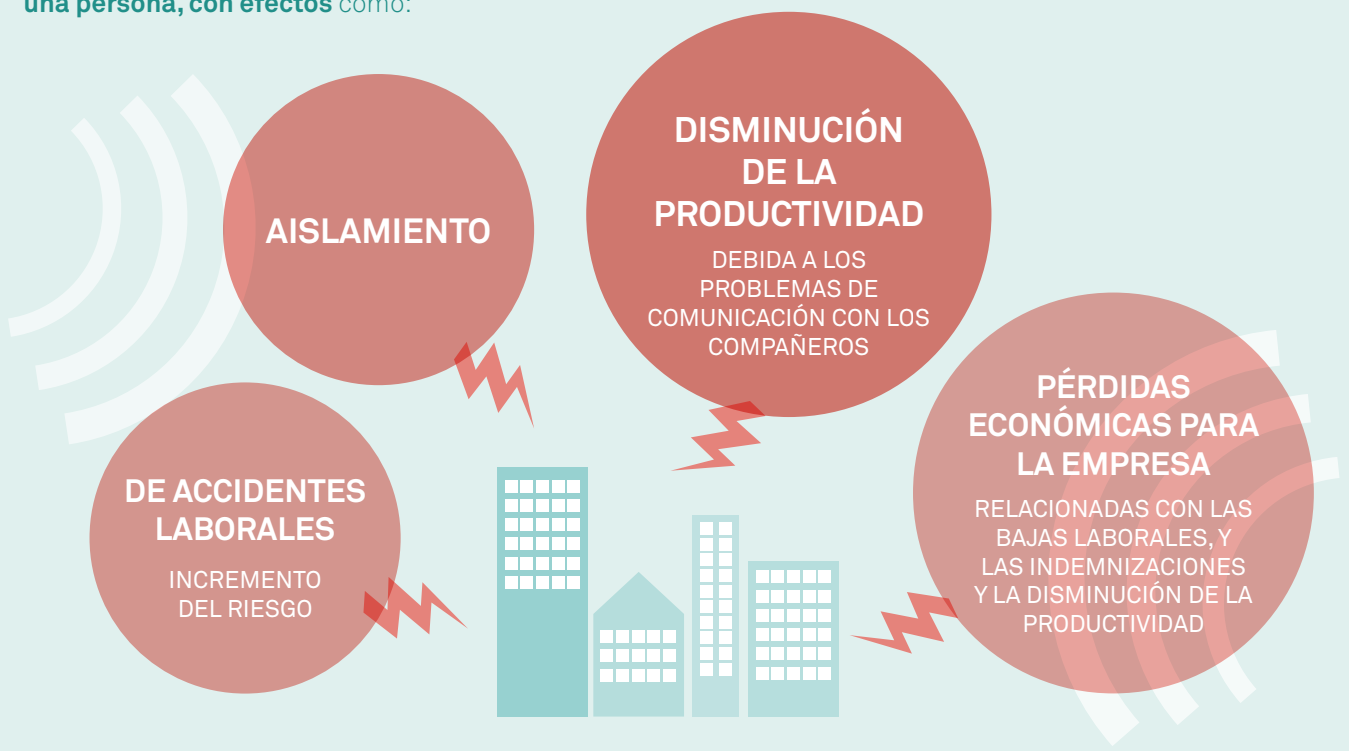 una persona, con efectos como:
AISLAMIENTO
DISMINUCIÓN
DE LA
PRODUCTIVIDAD
DEBIDA A LOS
PROBLEMAS DE
COMUNICACIÓN CON LOS
COMPAÑEROS
PÉRDIDAS
ECONÓMICAS PARA
LA EMPRESA
RELACIONADAS CON LAS
BAJAS LABORALES, Y
LAS INDEMNIZACIONES
Y LA DISMINUCIÓN DE LA
PRODUCTIVIDAD
DE ACCIDENTES
LABORALES
INCREMENTO
DEL RIESGO